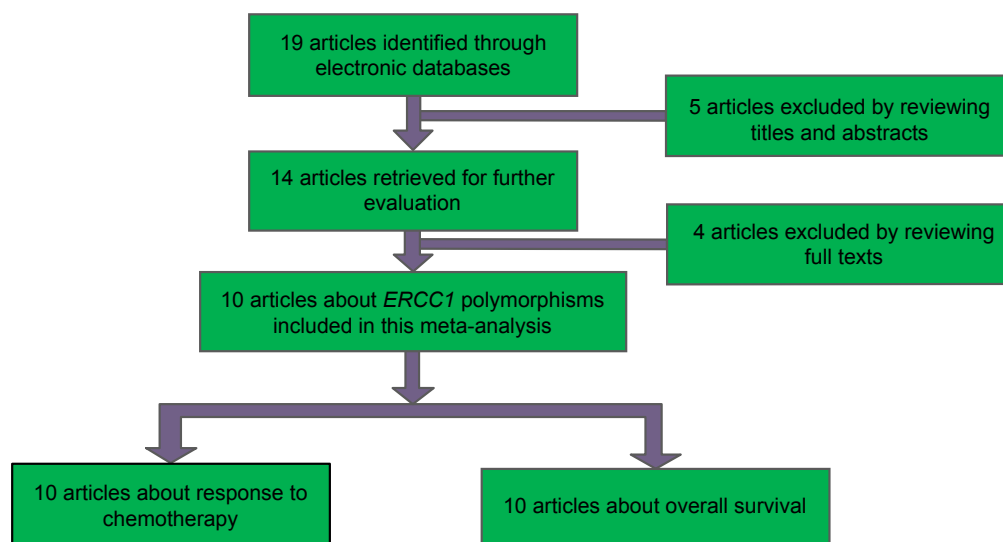 19 articles identified through
electronic databases
5 articles excluded by reviewing
titles and abstracts
14 articles retrieved for further
evaluation
4 articles excluded by reviewing
full texts
10 articles about ERCC1 polymorphisms
included in this meta-analysis
10 articles about response to
chemotherapy
10 articles about overall survival